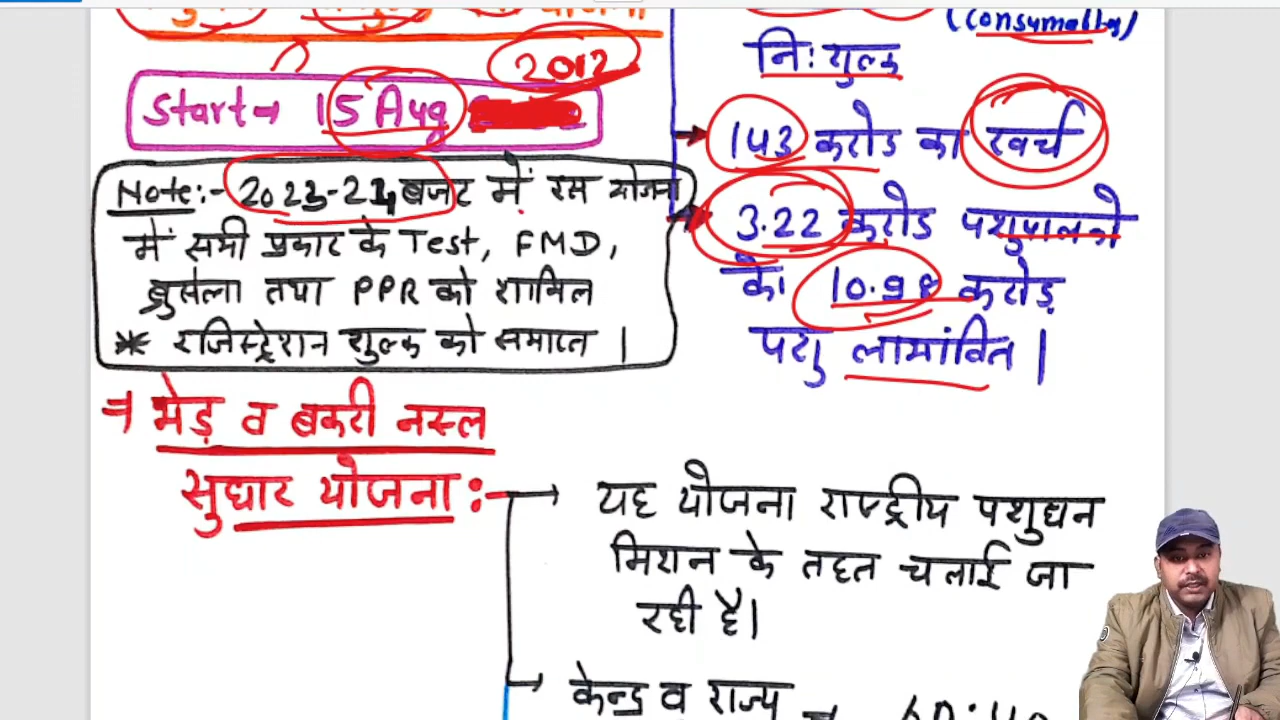 योजना
2012
Start→ 15 Aug
Note:- 2023-24 बजट में इस योजना
में सभी प्रकार के Test, FMD,
ब्रुसेला तथा PPR को शामिल
* रजिस्ट्रेशन शुल्क को समाप्त |
(Consumables)
निःशुल्क
→ 143 करोड का खर्च
→ 3.22 करोड पशुपालको
के 10.98 करोड़
पशु लाभांवित |
→ भेड़ व बकरी नस्ल
सुधार योजना :-
→ यह योजना राष्ट्रीय पशुधन
मिशन के तहत चलाई जा
रही है।
→ केन्द्र व राज्य